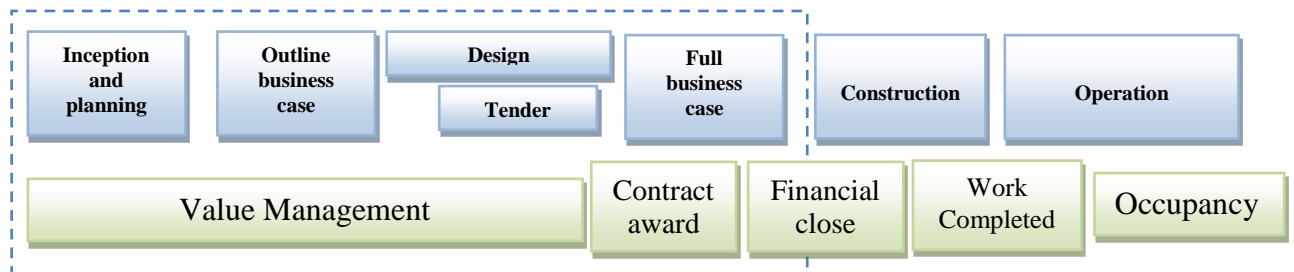 Inception
and
planning
Outline
business
case
Design
Tender
Full
business
case
Construction
Operation
Value Management
Contract
award
Financial
close
Work
Completed
Occupancy